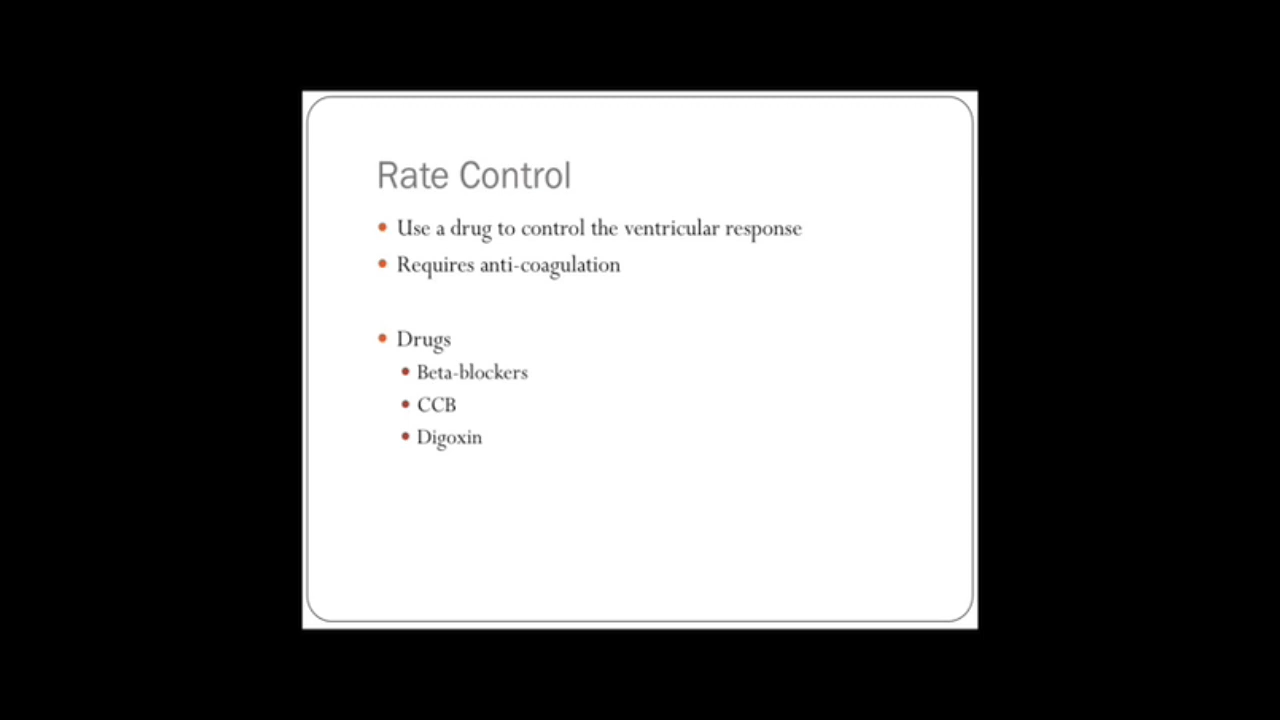 Rate Control
Use a drug to control the ventricular response
Requires anti-coagulation
Drugs
Beta-blockers
CCB
Digoxin